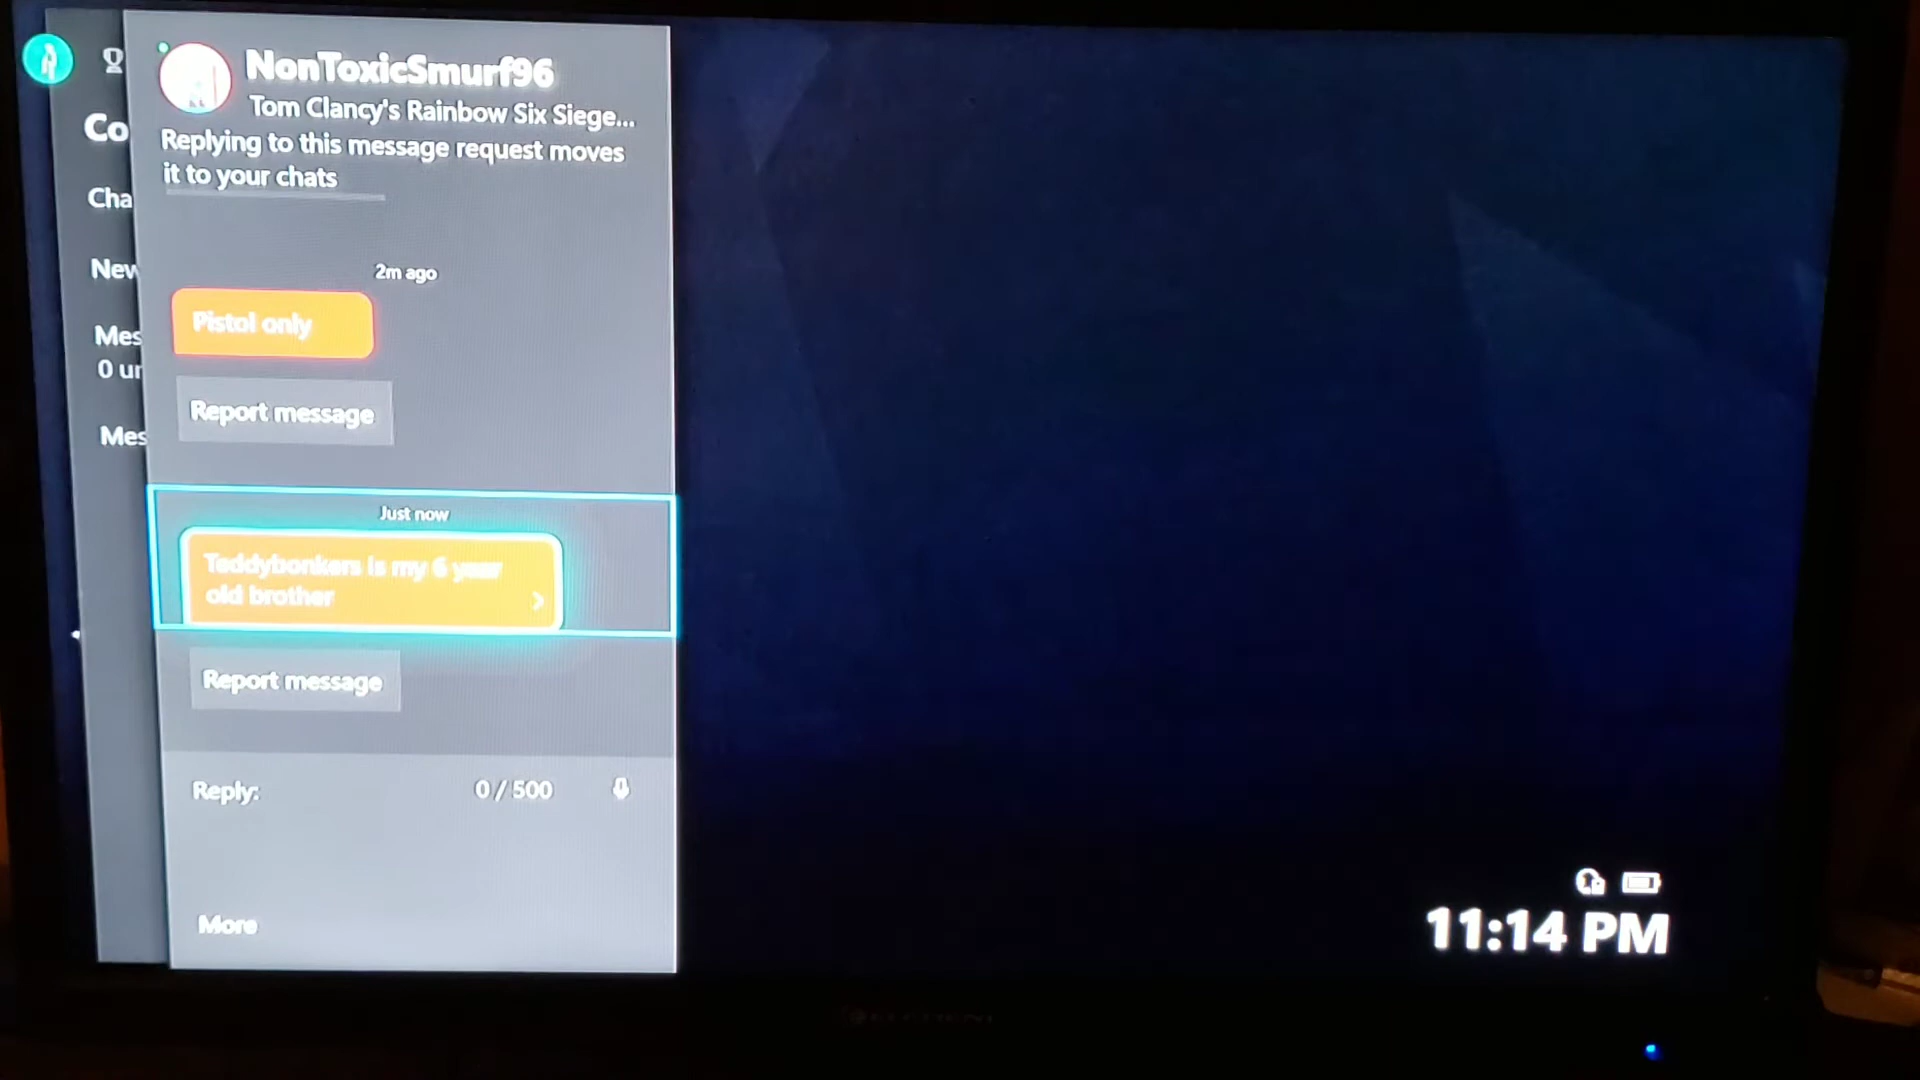 NonToxicSmurf96
Tom Clancy's Rainbow Six Siege...
Replying to this message request moves
it to your chats
Co
Cha
New
Mes
0 un
Mes
2m ago
Pistol only
Report message
Just now
Teddybonkers is my 6 year
old brother
Report message
Reply:
0 / 500
More
11:14 PM